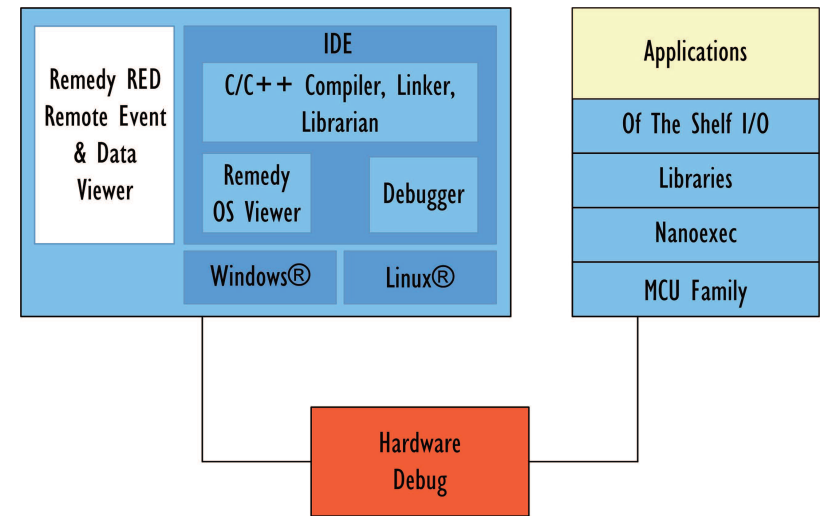 Remedy RED
Remote Event
& Data
Viewer
IDE
C/C++ Compiler, Linker,
Librarian
Remedy
OS Viewer
Debugger
Windows®
Linux®
Applications
Of The Shelf I/O
Libraries
Nanoexec
MCU Family
Hardware
Debug